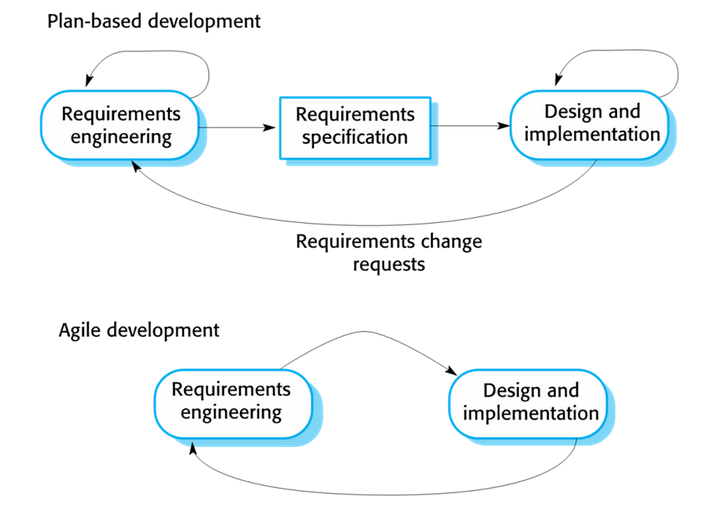 Plan-based development
Requirements
engineering
Requirements
specification
Design and
implementation
Requirements change
requests
Agile development
Requirements
engineering
Design and
implementation